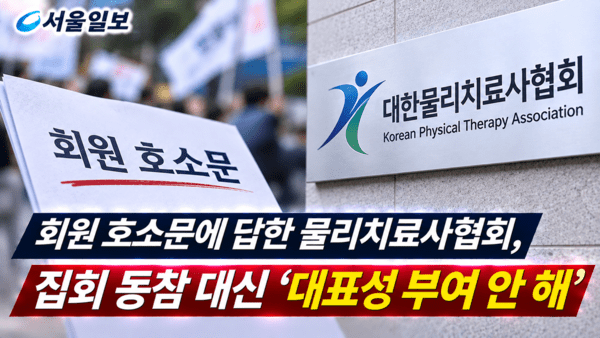 서울일보
회원 호소문
대한물리치료사협회
Korean Physical Therapy Association
회원 호소문에 답한 물리치료사협회,
집회 동참 대신 ‘대표성 부여 안 해’